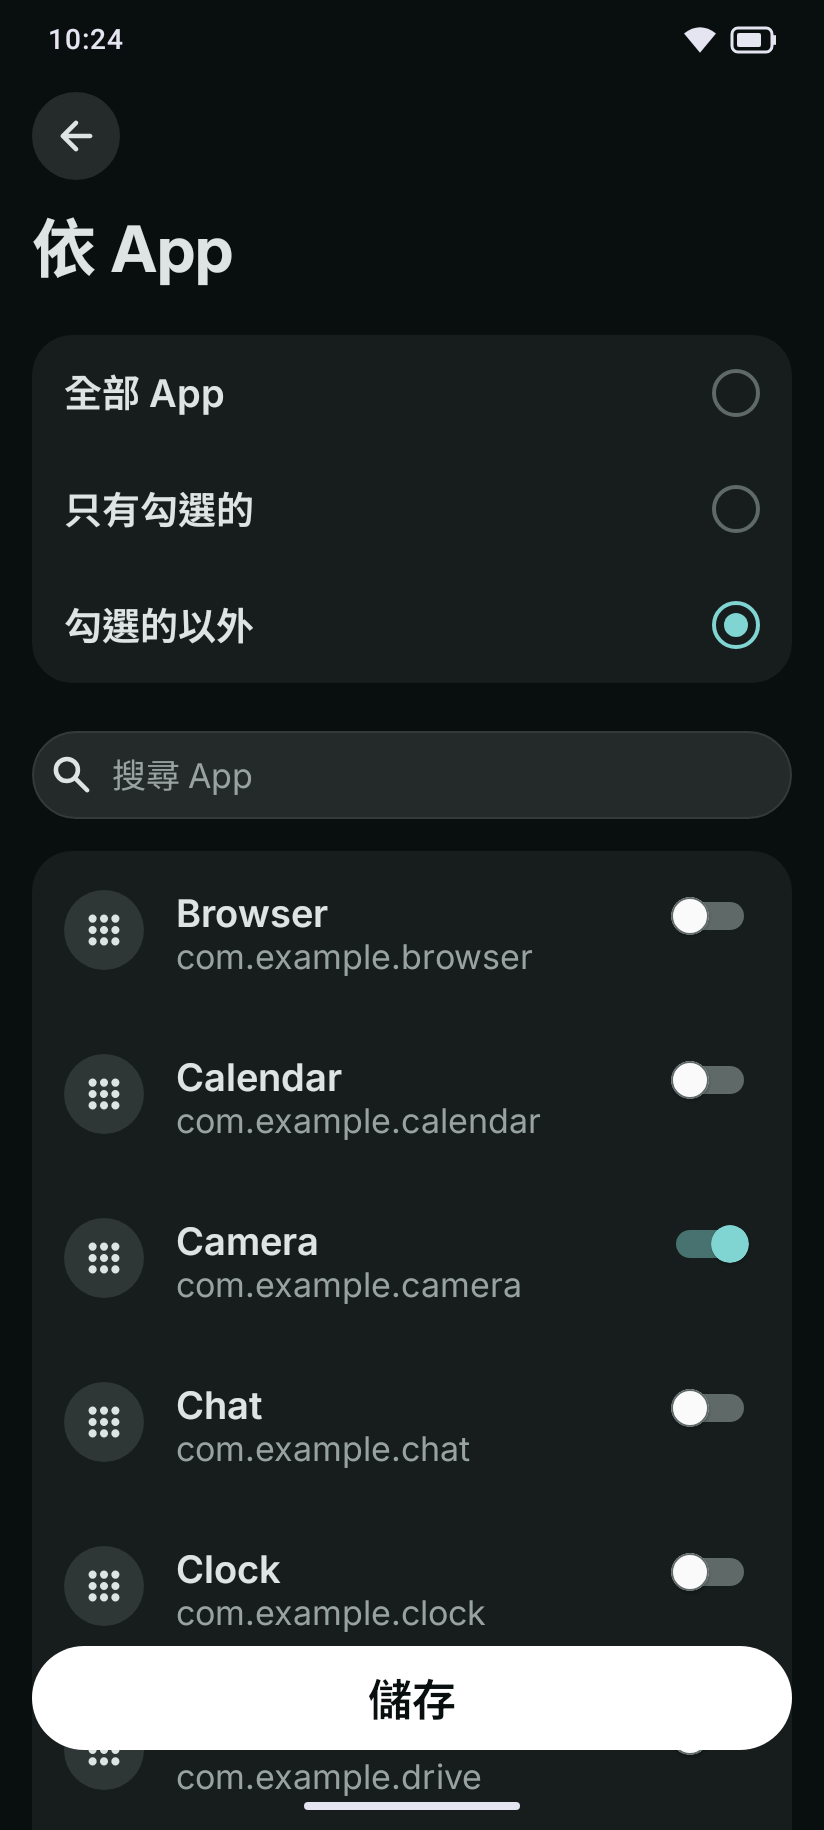 10:24
依 App
全部 App
只有勾選的
勾選的以外
搜尋 App
Browser
com.example.browser
Calendar
com.example.calendar
Camera
com.example.camera
Chat
com.example.chat
Clock
com.example.clock
儲存
com.example.drive